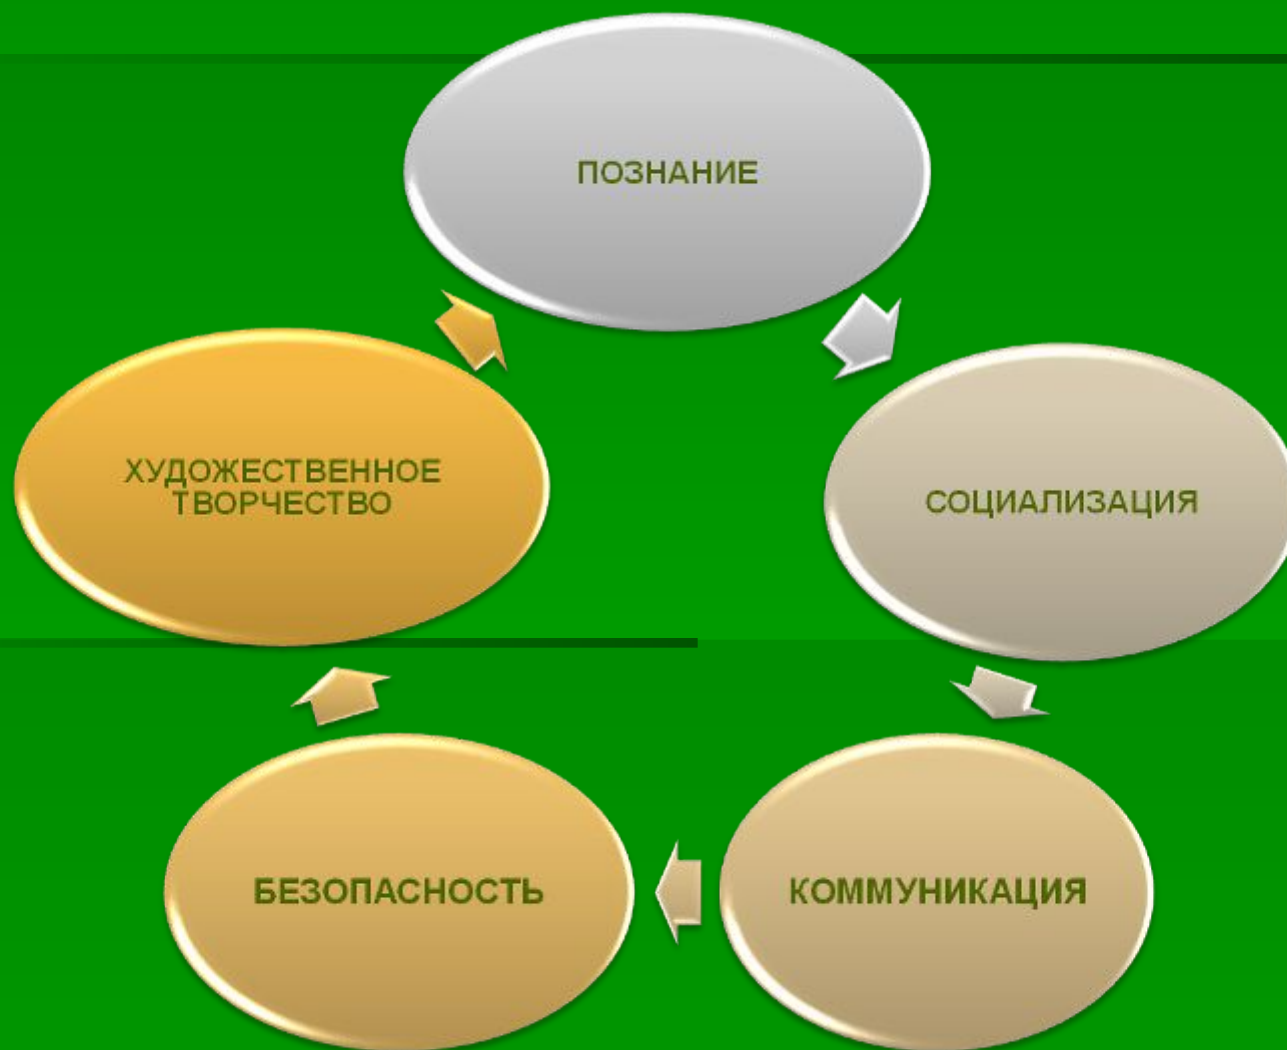 ПОЗНАНИЕ
СОЦИАЛИЗАЦИЯ
КОММУНИКАЦИЯ
БЕЗОПАСНОСТЬ
ХУДОЖЕСТВЕННОЕ
ТВОРЧЕСТВО